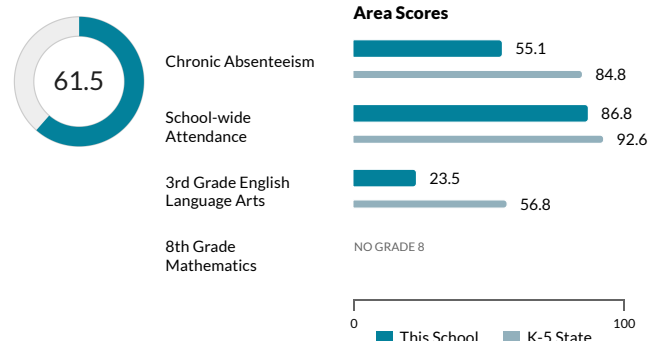 Area Scores
61.5
Chronic Absenteeism
55.1
84.8
School-wide
Attendance
86.8
92.6
3rd Grade English
Language Arts
23.5
56.8
8th Grade
Mathematics
NO GRADE 8
0
100
This School
K-5 State